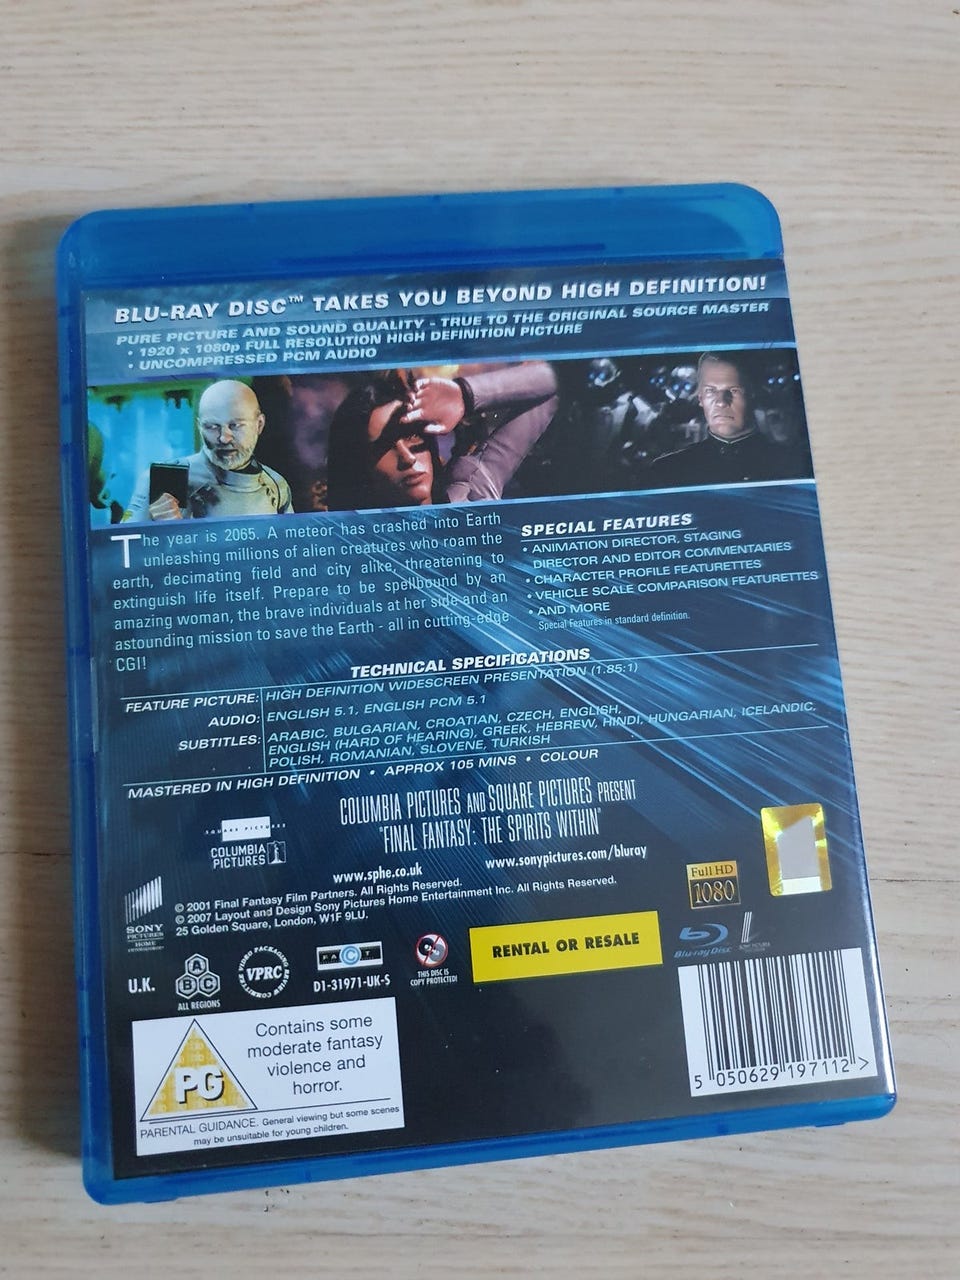 BLU-RAY DISC™ TAKES YOU BEYOND HIGH DEFINITION!
PURE PICTURE AND SOUND QUALITY - TRUE TO THE ORIGINAL SOURCE MASTER
• 1920 x 1080p FULL RESOLUTION HIGH DEFINITION PICTURE
• UNCOMPRESSED PCM AUDIO
The year is 2065. A meteor has crashed into Earth
unleashing millions of alien creatures who roam the
earth, decimating field and city alike, threatening to
extinguish life itself. Prepare to be spellbound by an
amazing woman, the brave individuals at her side and an
astounding mission to save the Earth - all in cutting-edge
CGI!
SPECIAL FEATURES
• ANIMATION DIRECTOR, STAGING
DIRECTOR AND EDITOR COMMENTARIES
• CHARACTER PROFILE FEATURETTES
• VEHICLE SCALE COMPARISON FEATURETTES
• AND MORE
Special Features in standard definition.
TECHNICAL SPECIFICATIONS
FEATURE PICTURE: HIGH DEFINITION WIDESCREEN PRESENTATION (1.85:1)
AUDIO: ENGLISH 5.1, ENGLISH PCM 5.1
SUBTITLES: ARABIC, BULGARIAN, CROATIAN, CZECH, ENGLISH,
ENGLISH (HARD OF HEARING), GREEK, HEBREW, HINDI, HUNGARIAN, ICELANDIC,
POLISH, ROMANIAN, SLOVENE, TURKISH
MASTERED IN HIGH DEFINITION • APPROX 105 MINS • COLOUR
COLUMBIA PICTURES AND SQUARE PICTURES PRESENT
"FINAL FANTASY: THE SPIRITS WITHIN"
SQUARE PICTURES
COLUMBIA
PICTURES
www.sphe.co.uk
www.sonypictures.com/bluray
© 2001 Final Fantasy Film Partners. All Rights Reserved.
© 2007 Layout and Design Sony Pictures Home Entertainment Inc. All Rights Reserved.
25 Golden Square, London, W1F 9LU.
SONY
PICTURES
HOME
ENTERTAINMENT
Full HD
1080
U.K.
ABC
ALL REGIONS
VIDEO PACKAGING REVIEW COMMITTEE
VPRC
FACT
D1-31971-UK-S
THIS DISC IS
COPY PROTECTED!
RENTAL OR RESALE
Blu-ray Disc
PG
Contains some
moderate fantasy
violence and
horror.
PARENTAL GUIDANCE. General viewing but some scenes
may be unsuitable for young children.
5 050629 197112 >